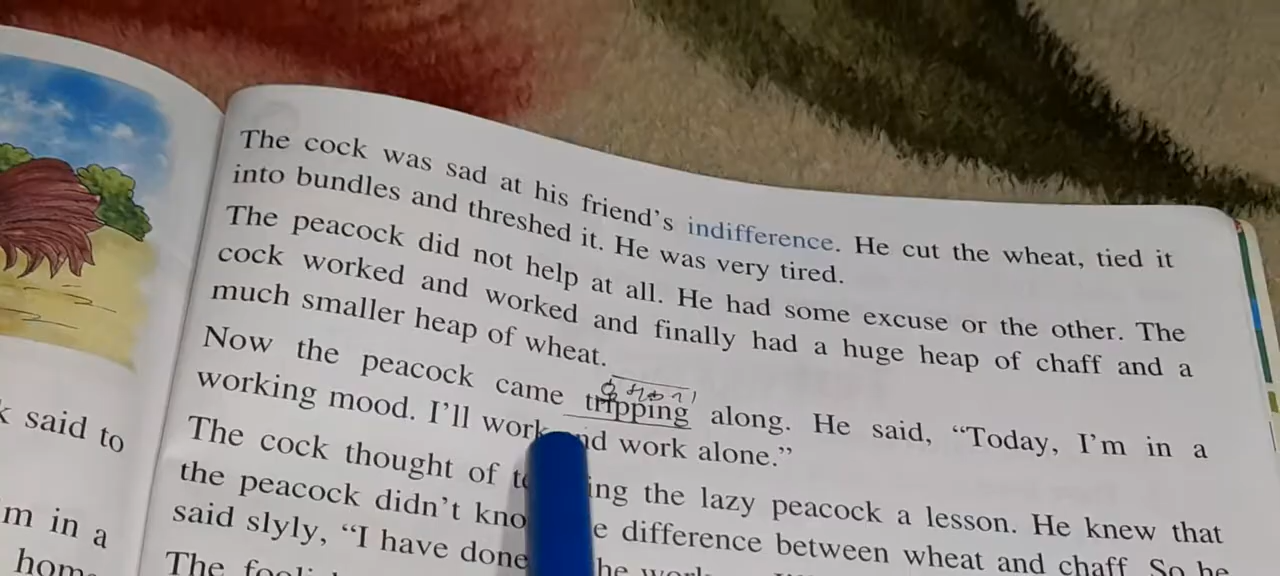 The cock was sad at his friend's indifference. He cut the wheat, tied it
into bundles and threshed it. He was very tired.
The peacock did not help at all. He had some excuse or the other. The
cock worked and worked and finally had a huge heap of chaff and a
much smaller heap of wheat.
Now the peacock came tripping along. He said, "Today, I'm in a
working mood. I'll work and work alone."
The cock thought of ing the lazy peacock a lesson. He knew that
the peacock didn't difference between wheat and chaff. So he
said slyly, "I have done
The
said to
m in a